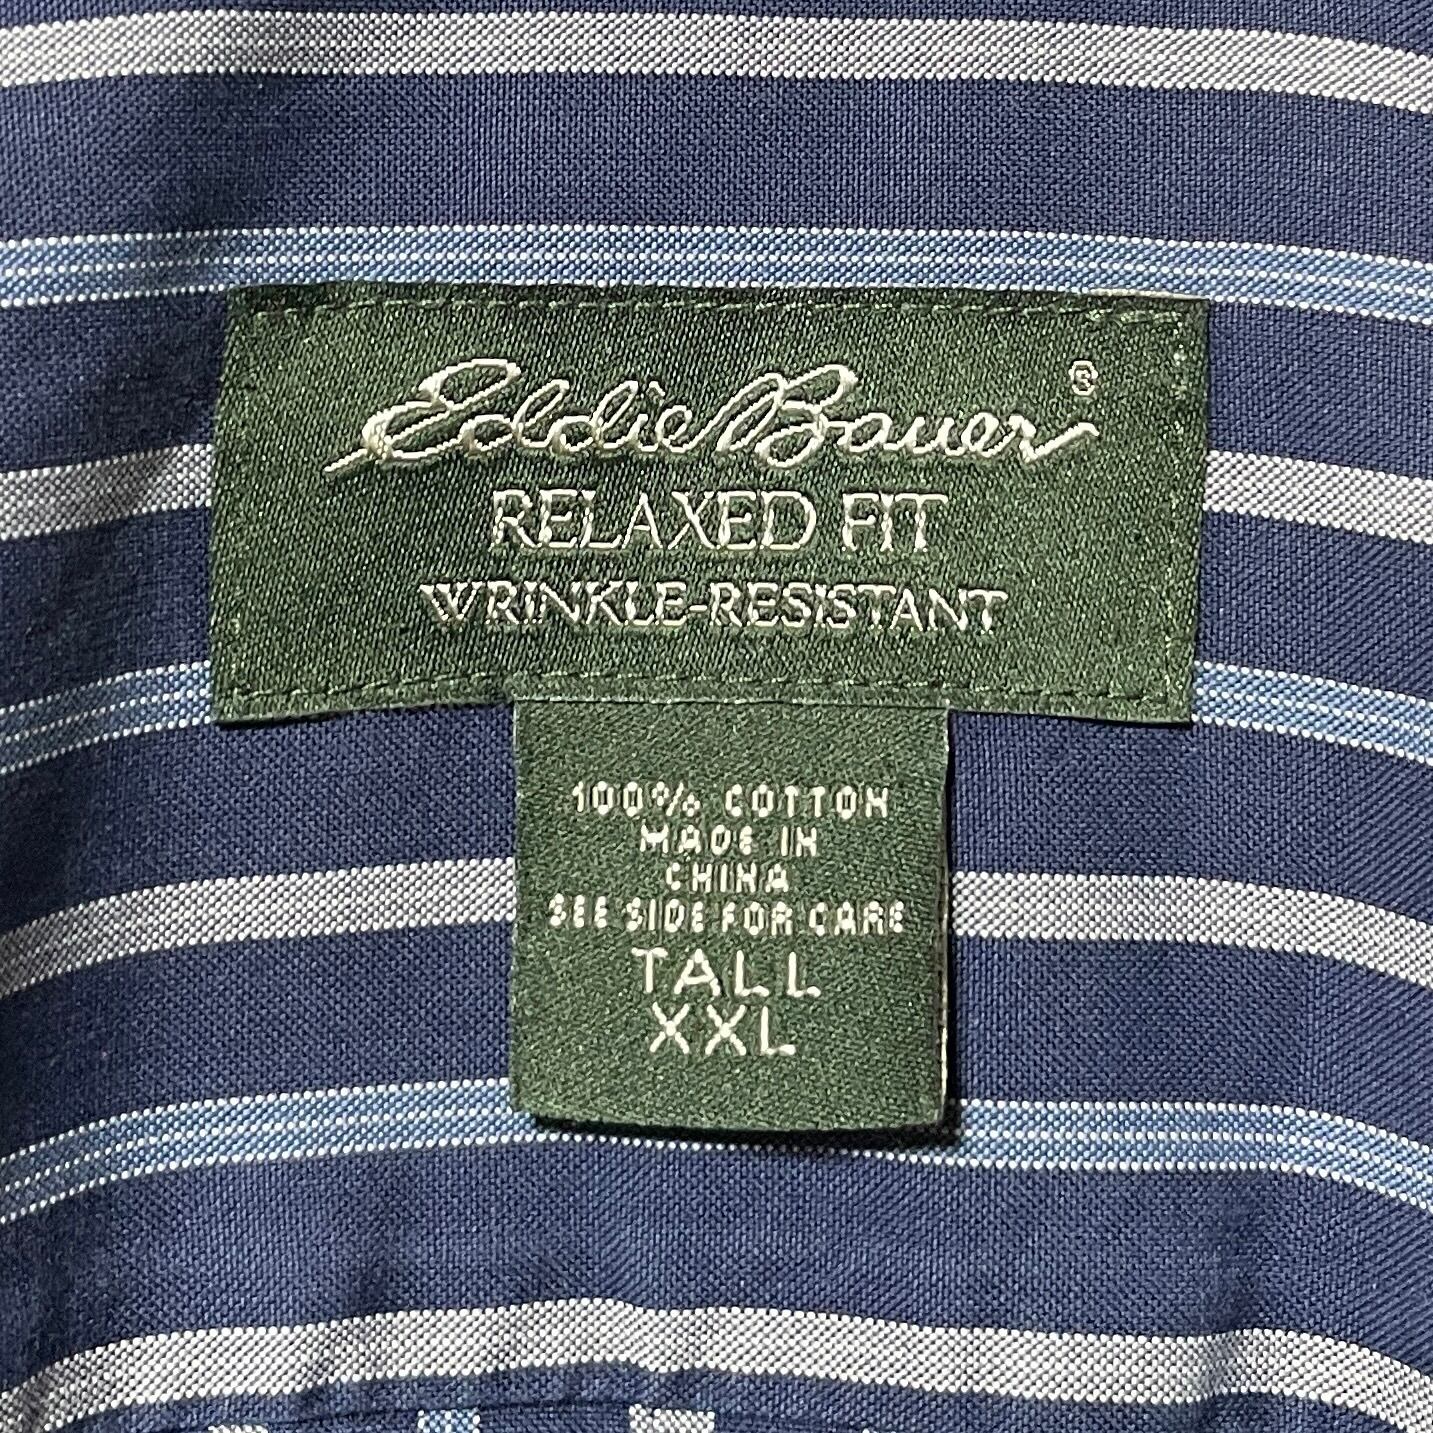 Eddie Bauer ®
RELAXED FIT
WRINKLE-RESISTANT
100% COTTON
MADE IN
CHINA
SEE SIDE FOR CARE
TALL
XXL